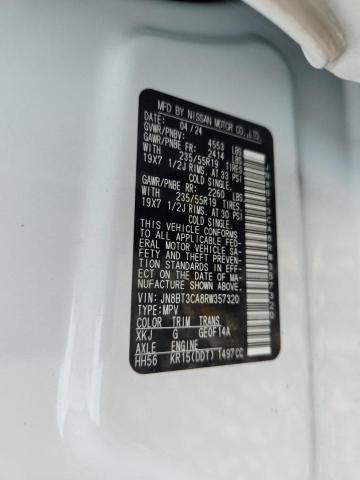 MFD BY NISSAN MOTOR CO.,LTD.
DATE: 04/24
GVWR/PNBV: 4553 LBS
GAWR/PNBE FR: 2414 LBS
WITH 235/55R19 TIRES
19X7 1/2J RIMS AT 33 PSI
COLD SINGLE.
GAWR/PNBE RR: 2260 LBS
WITH 235/55R19 TIRES
19X7 1/2J RIMS AT 30 PSI
COLD SINGLE.
THIS VEHICLE CONFORMS TO
ALL APPLICABLE U.S. FED-
ERAL MOTOR VEHICLE SAF-
ETY AND THEFT PREVENTION
STANDARDS IN EFF-
ECT ON THE DATE OF MA-
NUFACTURE SHOWN ABOVE.
VIN: JN8BT3CA8RW357320
TYPE: MPV
COLOR TRIM TRANS
XKJ G GE0F14A
AXLE ENGINE
HH56 KR15(DDT) 1497CC
JN8BT3CA8RW357320